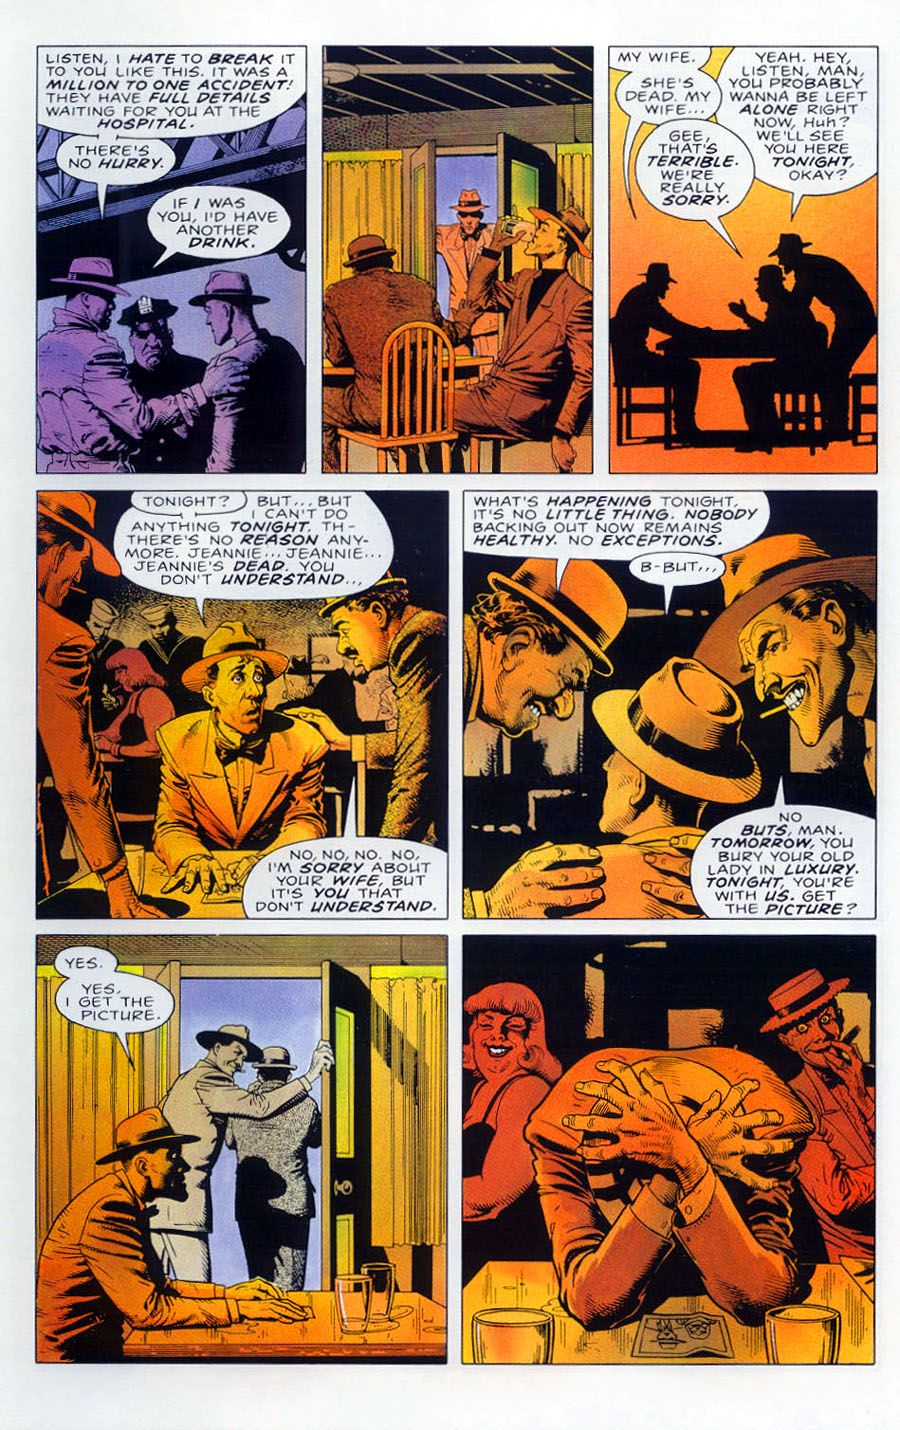 LISTEN, I HATE TO BREAK IT
TO YOU LIKE THIS. IT WAS A
MILLION TO ONE ACCIDENT!
THEY HAVE FULL DETAILS
WAITING FOR YOU AT THE
HOSPITAL.
THERE'S
NO HURRY.
IF I WAS
YOU, I'D HAVE
ANOTHER
DRINK.
MY WIFE.
SHE'S
DEAD. MY
WIFE...
GEE,
THAT'S
TERRIBLE.
WE'RE
REALLY
SORRY.
YEAH. HEY,
LISTEN, MAN,
YOU PROBABLY
WANNA BE LEFT
ALONE RIGHT
NOW, HUH?
WE'LL SEE
YOU HERE
TONIGHT,
OKAY?
TONIGHT?
BUT... BUT
I CAN'T DO
ANYTHING TONIGHT. TH-
THERE'S NO REASON ANY-
MORE. JEANNIE... JEANNIE...
JEANNIE'S DEAD. YOU
DON'T UNDERSTAND...
NO, NO, NO. NO,
I'M SORRY ABOUT
YOUR WIFE, BUT
IT'S YOU THAT
DON'T UNDERSTAND.
WHAT'S HAPPENING TONIGHT,
IT'S NO LITTLE THING. NOBODY
BACKING OUT NOW REMAINS
HEALTHY. NO EXCEPTIONS.
B-BUT...
NO
BUTS, MAN.
TOMORROW, YOU
BURY YOUR OLD
LADY IN LUXURY.
TONIGHT, YOU'RE
WITH US. GET
THE PICTURE?
YES.
YES,
I GET THE
PICTURE.